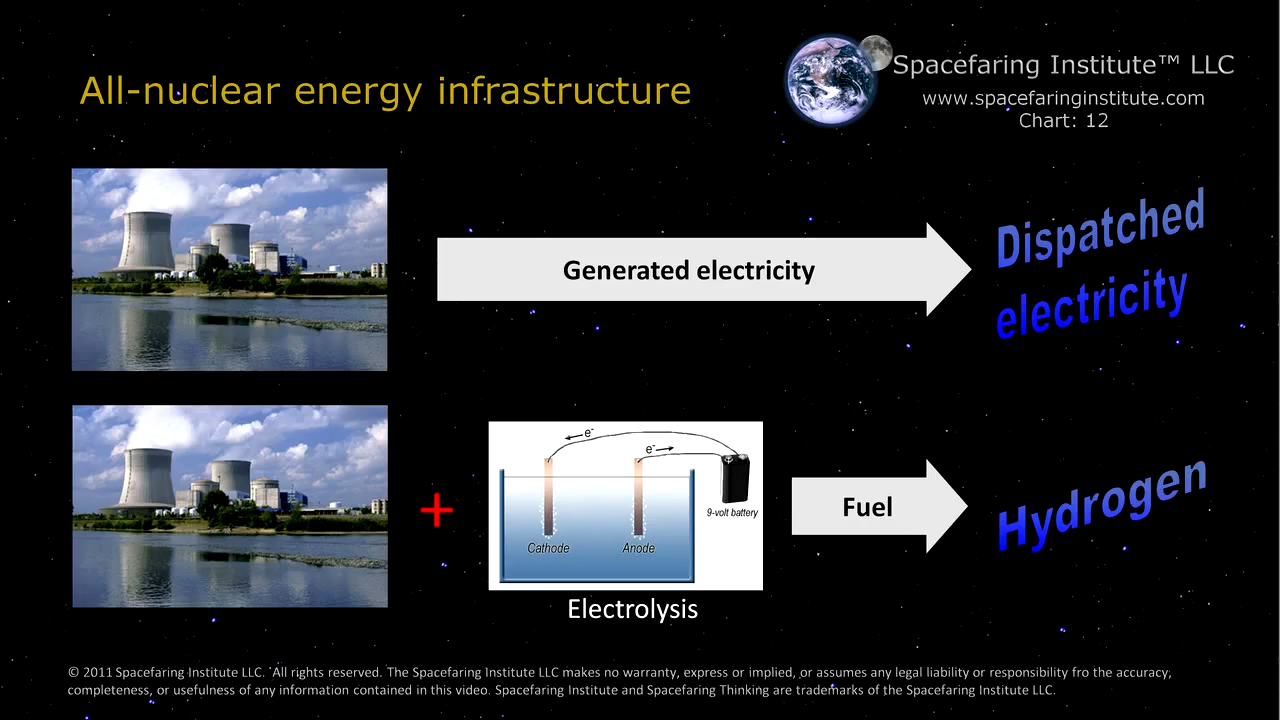 All-nuclear energy infrastructure
Spacefaring Institute™ LLC
www.spacefaringinstitute.com
Chart: 12
Generated electricity
Dispatched
electricity
+
e-
e-
9-volt battery
Cathode
Anode
Electrolysis
Fuel
Hydrogen
© 2011 Spacefaring Institute LLC. All rights reserved. The Spacefaring Institute LLC makes no warranty, express or implied, or assumes any legal liability or responsibility fro the accuracy,
completeness, or usefulness of any information contained in this video. Spacefaring Institute and Spacefaring Thinking are trademarks of the Spacefaring Institute LLC.